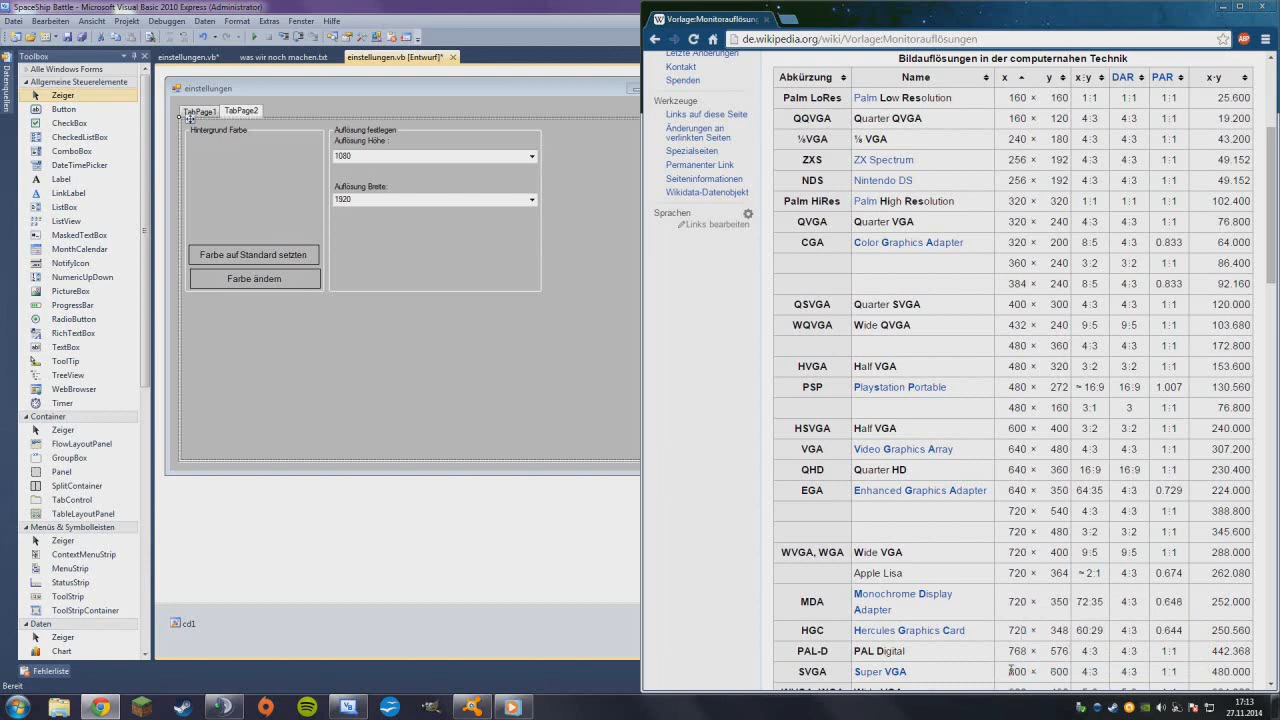 SpaceShip Battle - Microsoft Visual Basic 2010 Express (Administrator)
Datei Bearbeiten Ansicht Projekt Debuggen Daten Format Extras Fenster Hilfe
Toolbox
Datenquellen
Alle Windows Forms
Allgemeine Steuerelemente
Zeiger
Button
CheckBox
CheckedListBox
ComboBox
DateTimePicker
Label
LinkLabel
ListBox
ListView
MaskedTextBox
MonthCalendar
NotifyIcon
NumericUpDown
PictureBox
ProgressBar
RadioButton
RichTextBox
TextBox
ToolTip
TreeView
WebBrowser
Timer
Container
Zeiger
FlowLayoutPanel
GroupBox
Panel
SplitContainer
TabControl
TableLayoutPanel
Menüs & Symbolleisten
Zeiger
ContextMenuStrip
MenuStrip
StatusStrip
ToolStrip
ToolStripContainer
Daten
Zeiger
Chart
Fehlerliste
Bereit
einstellungen.vb* was wir noch machen.txt einstellungen.vb [Entwurf]*
einstellungen
TabPage1 TabPage2
Hintergrund Farbe
Farbe auf Standard setzten
Farbe ändern
Auflösung festlegen
Auflösung Höhe :
1080
Auflösung Breite:
1920
cd1
Vorlage:Monitorauflösung
de.wikipedia.org/wiki/Vorlage:Monitorauflösungen
Letzte Änderungen
Kontakt
Spenden
Werkzeuge
Links auf diese Seite
Änderungen an
verlinkten Seiten
Spezialseiten
Permanenter Link
Seiteninformationen
Wikidata-Datenobjekt
Sprachen
Links bearbeiten
Bildauflösungen in der computernahen Technik
Abkürzung Name x y x:y DAR PAR x·y
Palm LoRes Palm Low Resolution 160 × 160 1:1 1:1 1:1 25.600
QQVGA Quarter QVGA 160 × 120 4:3 4:3 1:1 19.200
⅛VGA ⅛ VGA 240 × 180 4:3 4:3 1:1 43.200
ZXS ZX Spectrum 256 × 192 4:3 4:3 1:1 49.152
NDS Nintendo DS 256 × 192 4:3 4:3 1:1 49.152
Palm HiRes Palm High Resolution 320 × 320 1:1 1:1 1:1 102.400
QVGA Quarter VGA 320 × 240 4:3 4:3 1:1 76.800
CGA Color Graphics Adapter 320 × 200 8:5 4:3 0.833 64.000
360 × 240 3:2 3:2 1:1 86.400
384 × 240 8:5 4:3 0.833 92.160
QSVGA Quarter SVGA 400 × 300 4:3 4:3 1:1 120.000
WQVGA Wide QVGA 432 × 240 9:5 9:5 1:1 103.680
480 × 360 4:3 4:3 1:1 172.800
HVGA Half VGA 480 × 320 3:2 3:2 1:1 153.600
PSP Playstation Portable 480 × 272 ≈ 16:9 16:9 1.007 130.560
480 × 160 3:1 3 1:1 76.800
HSVGA Half VGA 600 × 400 3:2 3:2 1:1 240.000
VGA Video Graphics Array 640 × 480 4:3 4:3 1:1 307.200
QHD Quarter HD 640 × 360 16:9 16:9 1:1 230.400
EGA Enhanced Graphics Adapter 640 × 350 64:35 4:3 0.729 224.000
720 × 540 4:3 4:3 1:1 388.800
720 × 480 3:2 3:2 1:1 345.600
WVGA, WGA Wide VGA 720 × 400 9:5 9:5 1:1 288.000
Apple Lisa 720 × 364 ≈ 2:1 4:3 0.674 262.080
MDA Monochrome Display
Adapter 720 × 350 72:35 4:3 0.648 252.000
HGC Hercules Graphics Card 720 × 348 60:29 4:3 0.644 250.560
PAL-D PAL Digital 768 × 576 4:3 4:3 1:1 442.368
SVGA Super VGA 800 × 600 4:3 4:3 1:1 480.000
17:13
27.11.2014